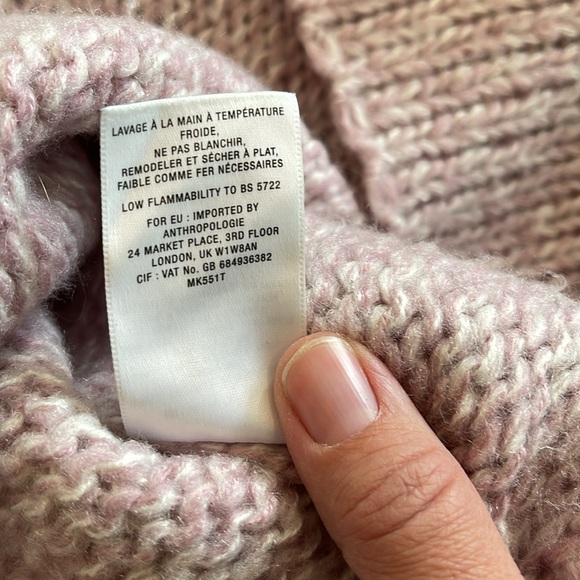 LAVAGE À LA MAIN À TEMPÉRATURE
FROIDE,
NE PAS BLANCHIR,
REMODELER ET SÉCHER À PLAT,
FAIBLE COMME FER NÉCESSAIRES
LOW FLAMMABILITY TO BS 5722
FOR EU : IMPORTED BY
ANTHROPOLOGIE
24 MARKET PLACE, 3RD FLOOR
LONDON, UK W1W8AN
CIF : VAT No. GB 684936382
MK551T